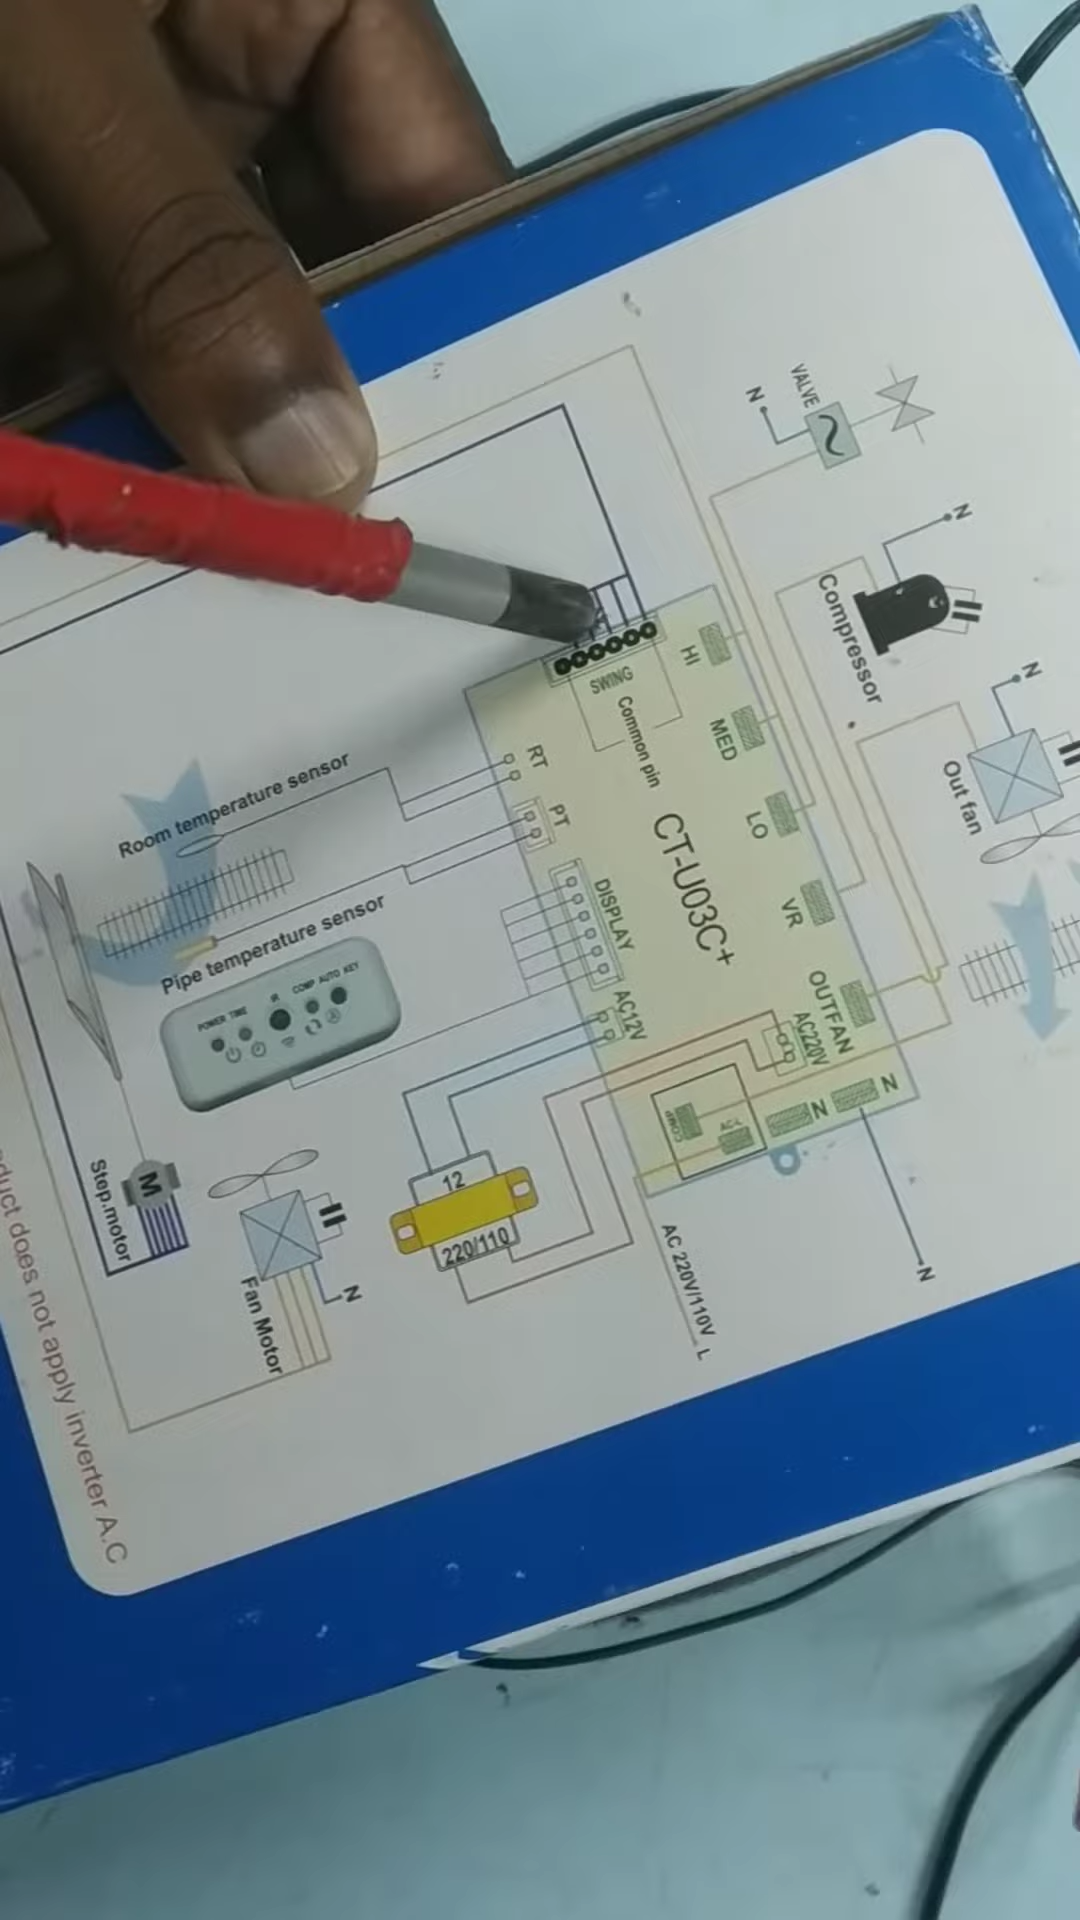 N
VALVE
N
Compressor
N
Out fan
HI
MED
LO
VR
OUTFAN
AC220V
N
N
COMP
SWING
Common pin
CT-U03C+
RT
PT
DISPLAY
AC12V
Room temperature sensor
Pipe temperature sensor
POWER TIME IR COMP AUTO KEY
12
220/110
AC 220V/110V L
N
M
Step.motor
Fan Motor
N
duct does not apply inverter A.C